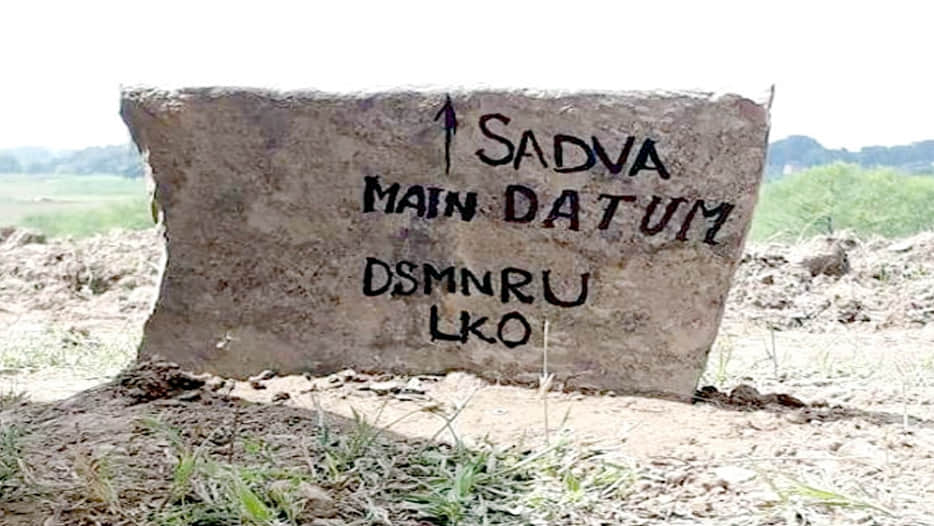 ↑ SADVA
MAIN DATUM
DSMNRU
LKO